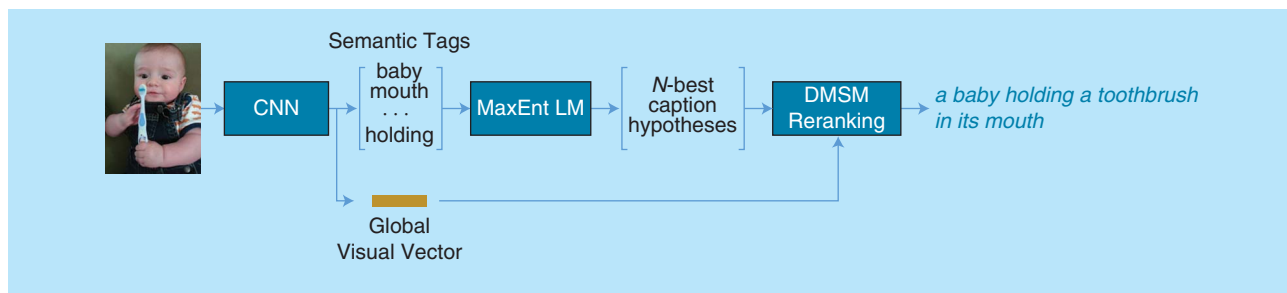 Semantic Tags
CNN
baby
mouth
. . .
holding
MaxEnt LM
N-best
caption
hypotheses
DMSM
Reranking
a baby holding a toothbrush
in its mouth
Global
Visual Vector